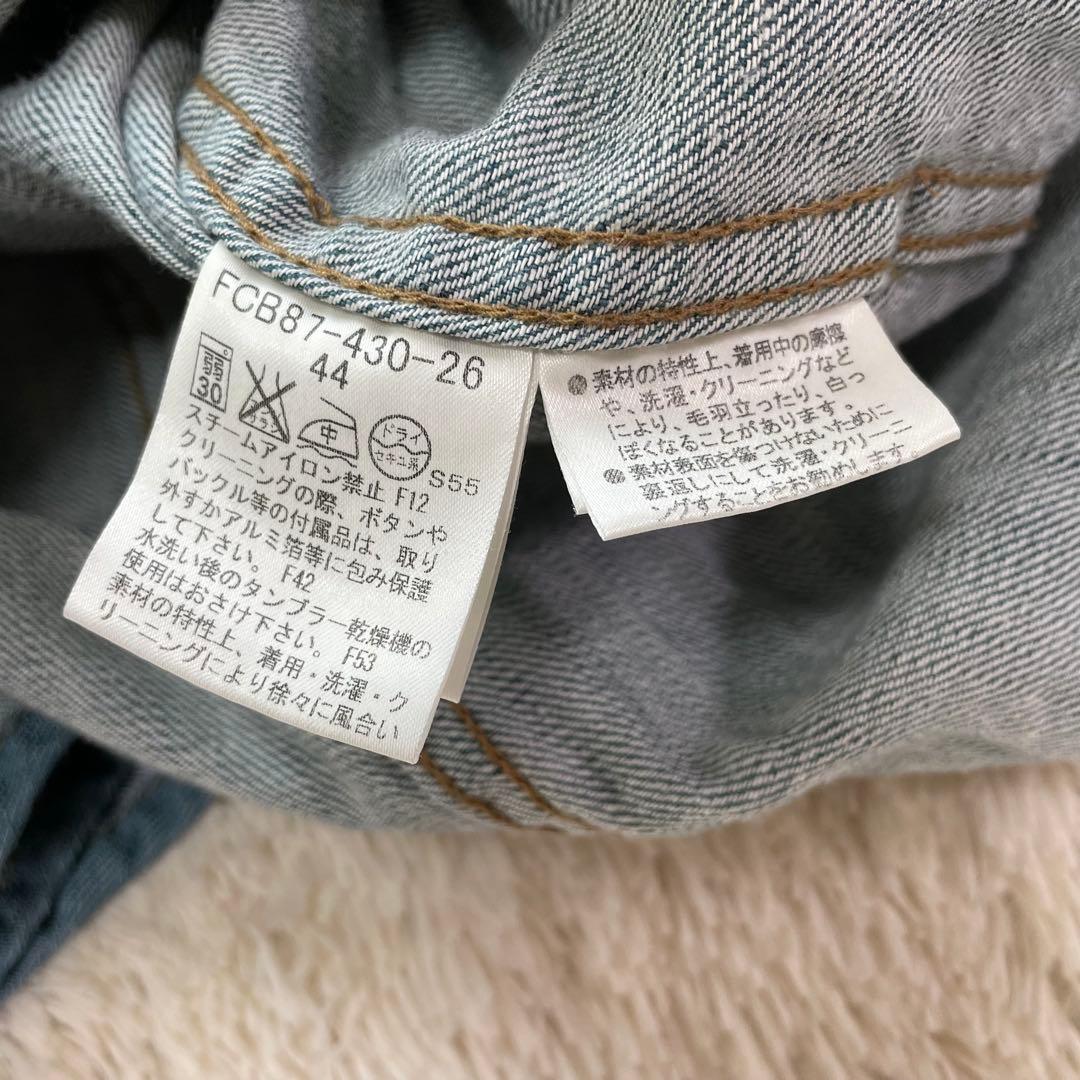 FCB87-430-26
44
弱
30
エンソサラシ
中
ドライ
セキユ系
S55
スチームアイロン禁止 F12
クリーニングの際、ボタンや
バックル等の付属品は、取り
外すかアルミ箔等に包み保護
して下さい。 F42
水洗い後のタンブラー乾燥機の
使用はおさけ下さい。 F53
素材の特性上、着用・洗濯・ク
リーニングにより徐々に風合い
素材の特性上、着用中の摩擦
や、洗濯・クリーニングなど
により、毛羽立ったり、白っ
ぽくなることがあります。
素材表面を傷つけないために
裏返しにして洗濯・クリーニ
ングすることをお勧めします。